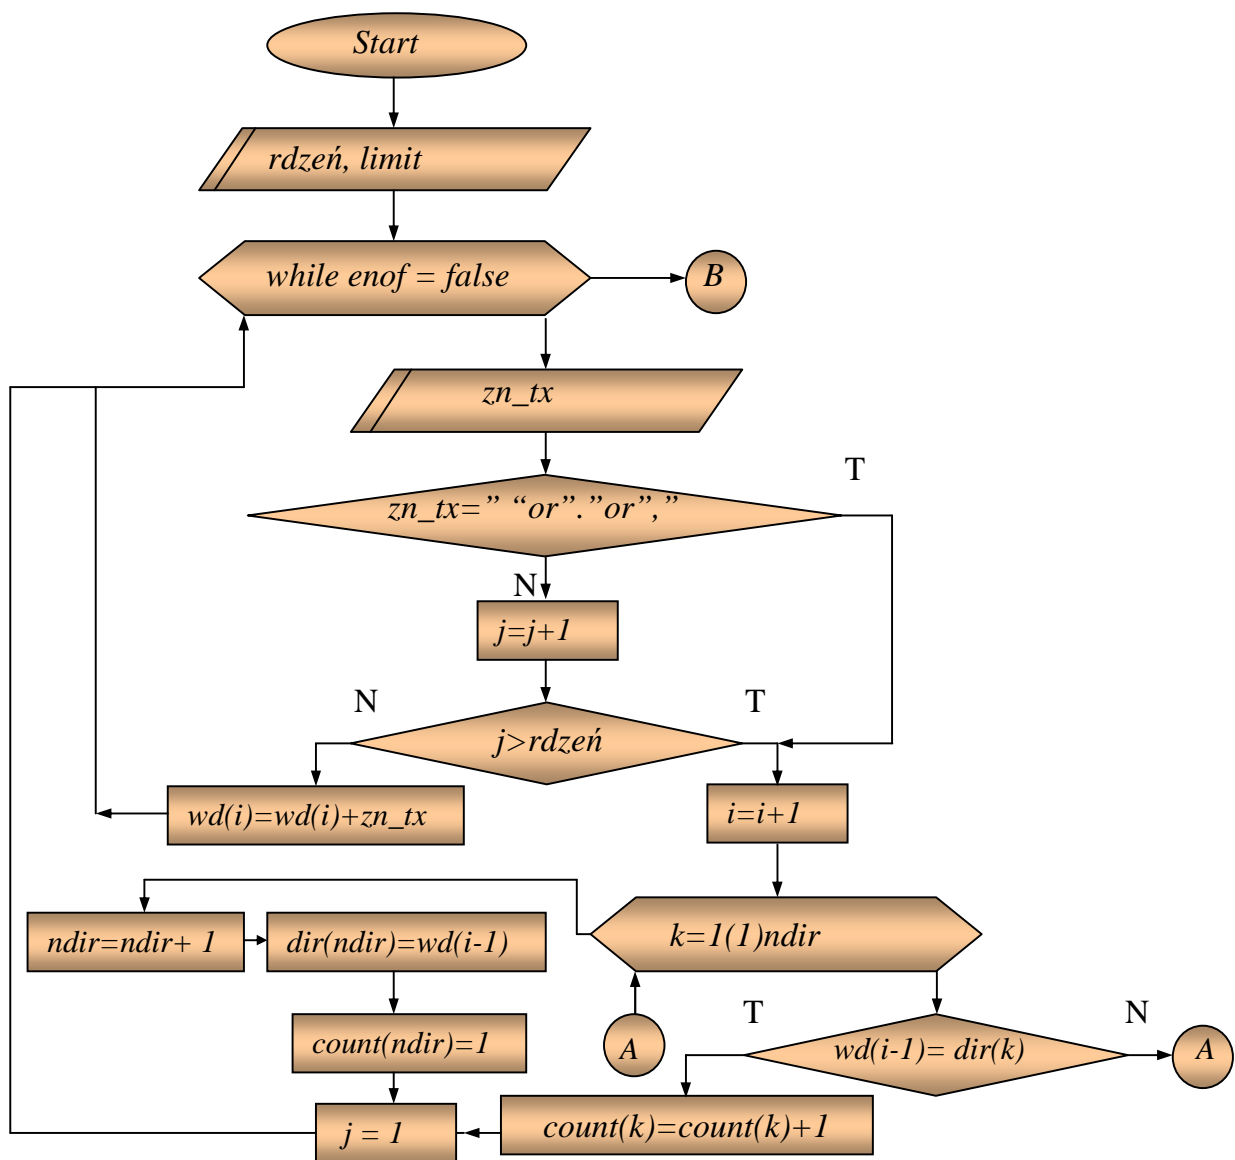 Start
rdzeń, limit
while enof = false
B
zn_tx
T
zn_tx=” “or”.”or”,”
N
j=j+1
N
T
j>rdzeń
wd(i)=wd(i)+zn_tx
i=i+1
ndir=ndir+ 1
dir(ndir)=wd(i-1)
k=1(1)ndir
T
N
count(ndir)=1
A
wd(i-1)= dir(k)
A
j = 1
count(k)=count(k)+1